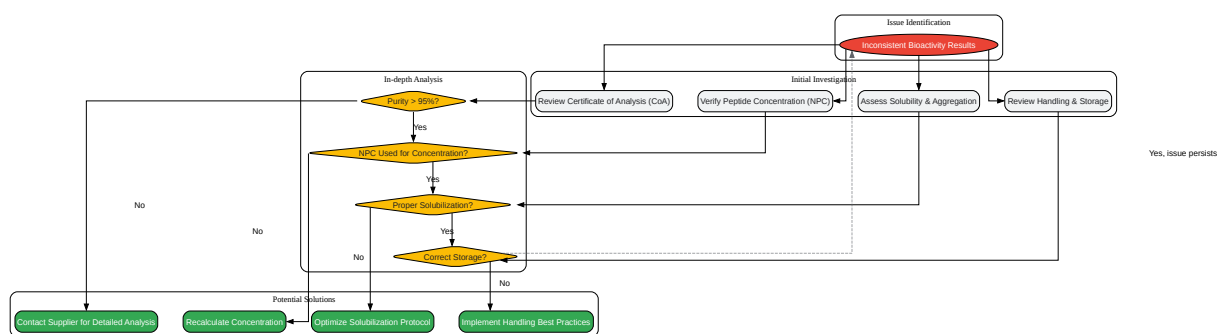 Issue Identification
Inconsistent Bioactivity Results
In-depth Analysis
Initial Investigation
Purity > 95%?
Review Certificate of Analysis (CoA)
Verify Peptide Concentration (NPC)
Assess Solubility & Aggregation
Review Handling & Storage
Yes
NPC Used for Concentration?
Yes, issue persists
Yes
No
Proper Solubilization?
No
Yes
Correct Storage?
No
No
Potential Solutions
Contact Supplier for Detailed Analysis
Recalculate Concentration
Optimize Solubilization Protocol
Implement Handling Best Practices